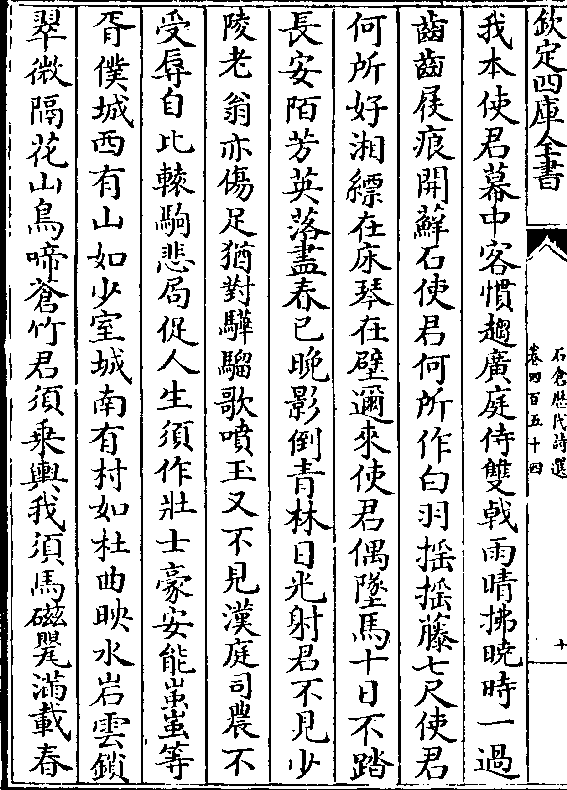 欽定四庫全書
石倉歷代詩選
卷四百五十四
十
我本使君幕中客慣趨廣庭侍雙㦸雨晴拂曉時一過
齒齒屐痕開蘚石使君何所作白羽摇摇藤七尺使君
何所好湘縹在床琴在壁邇來使君偶墜馬十日不踏
長安陌芳英落盡春已晚影倒青林日光射君不見少
陵老翁亦傷足猶對驊騮歌噴玉又不見漢庭司農不
受辱自比轅駒悲局促人生須作壯士豪安能蚩蚩等
胥僕城西有山如少室城南有村如杜曲映水岩雲鎖
翠微隔花山鳥啼蒼竹君須乗輿我須馬磁甖滿載春